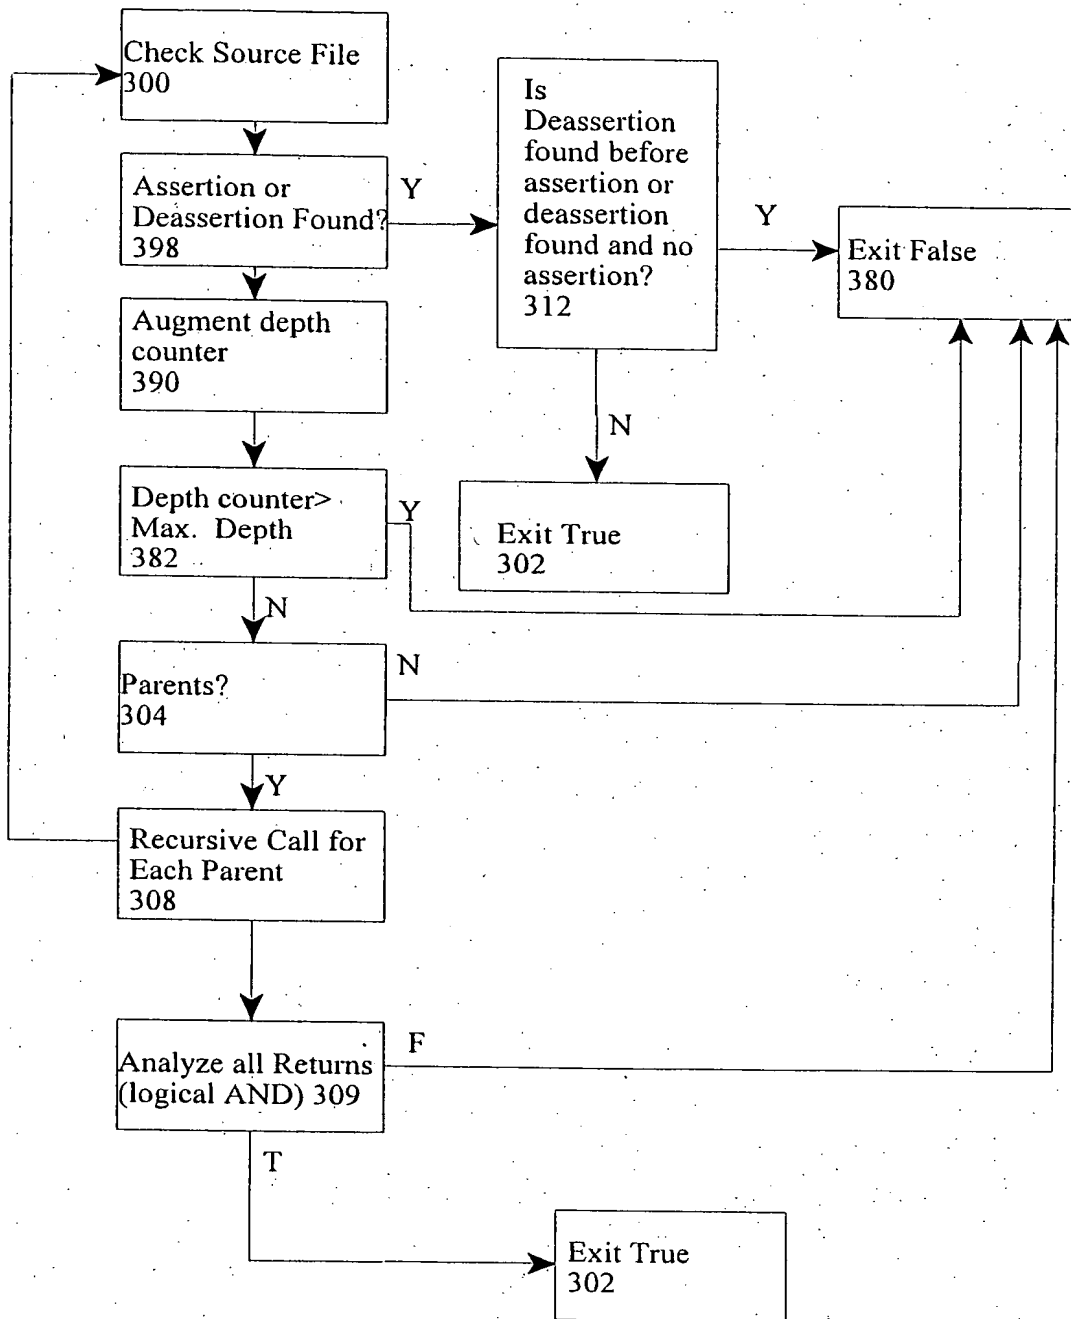 Check Source File
300
Assertion or
Deassertion Found?
398
Y
Is
Deassertion
found before
assertion or
deassertion
found and no
assertion?
312
Y
Exit False
380
Augment depth
counter
390
N
Exit True
302
Depth counter>
Max. Depth
382
Y
N
Parents?
304
N
Y
Recursive Call for
Each Parent
308
Analyze all Returns
(logical AND) 309
F
T
Exit True
302